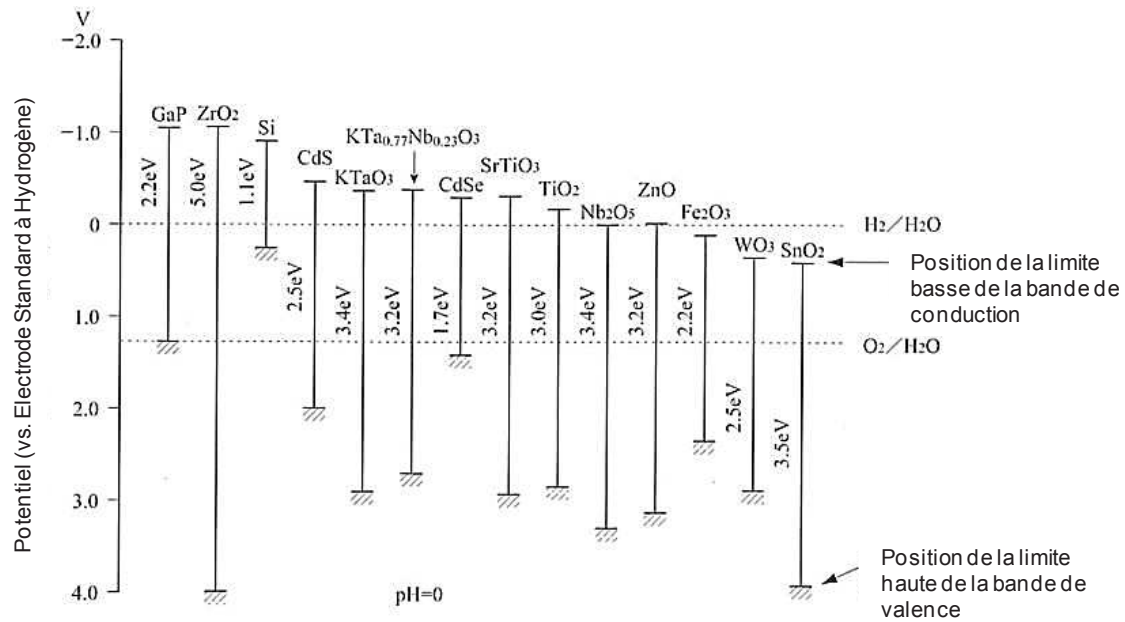 V
−2.0
−1.0
0
1.0
2.0
3.0
4.0
Potentiel (vs. Electrode Standard à Hydrogène)
GaP
2.2eV
ZrO₂
5.0eV
Si
1.1eV
CdS
2.5eV
KTaO₃
3.4eV
KTa₀.₇₇Nb₀.₂₃O₃
3.2eV
CdSe
1.7eV
SrTiO₃
3.2eV
TiO₂
3.0eV
Nb₂O₅
3.4eV
ZnO
3.2eV
Fe₂O₃
2.2eV
WO₃
2.5eV
SnO₂
3.5eV
H₂/H₂O
Position de la limite
basse de la bande de
conduction
O₂/H₂O
Position de la limite
haute de la bande de
valence
pH=0